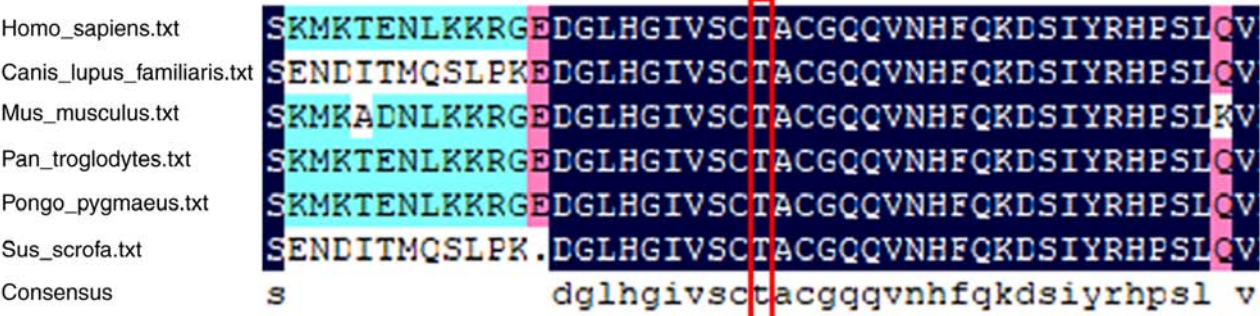 Homo_sapiens.txt SKMKTENLKKRGEDGLHGIVSCTACGQQVNHFQKDSIYRHPSLQV
Canis_lupus_familiaris.txt SENDITMQSLPKEDGLHGIVSCTACGQQVNHFQKDSIYRHPSLQV
Mus_musculus.txt SKMKADNLKKRGEDGLHGIVSCTACGQQVNHFQKDSIYRHPSLKV
Pan_troglodytes.txt SKMKTENLKKRGEDGLHGIVSCTACGQQVNHFQKDSIYRHPSLQV
Pongo_pygmaeus.txt SKMKTENLKKRGEDGLHGIVSCTACGQQVNHFQKDSIYRHPSLQV
Sus_scrofa.txt SENDITMQSLPK.DGLHGIVSCTACGQQVNHFQKDSIYRHPSLQV
Consensus s dglhgivsctacgqqvnhfqkdsiyrhpsl v